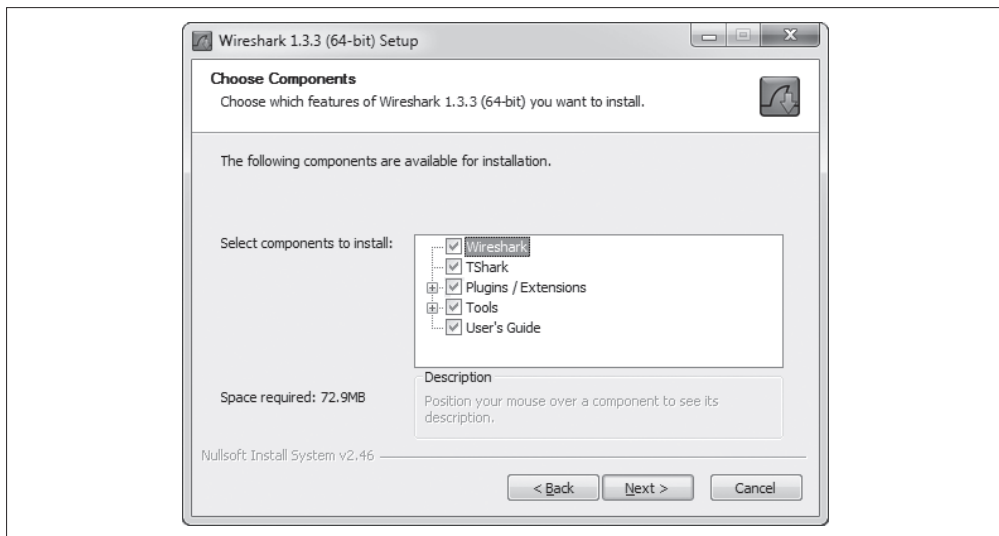 Wireshark 1.3.3 (64-bit) Setup
Choose Components
Choose which features of Wireshark 1.3.3 (64-bit) you want to install.
The following components are available for installation.
Select components to install:
Wireshark
TShark
Plugins / Extensions
Tools
User's Guide
Space required: 72.9MB
Description
Position your mouse over a component to see its
description.
Nullsoft Install System v2.46
< Back
Next >
Cancel